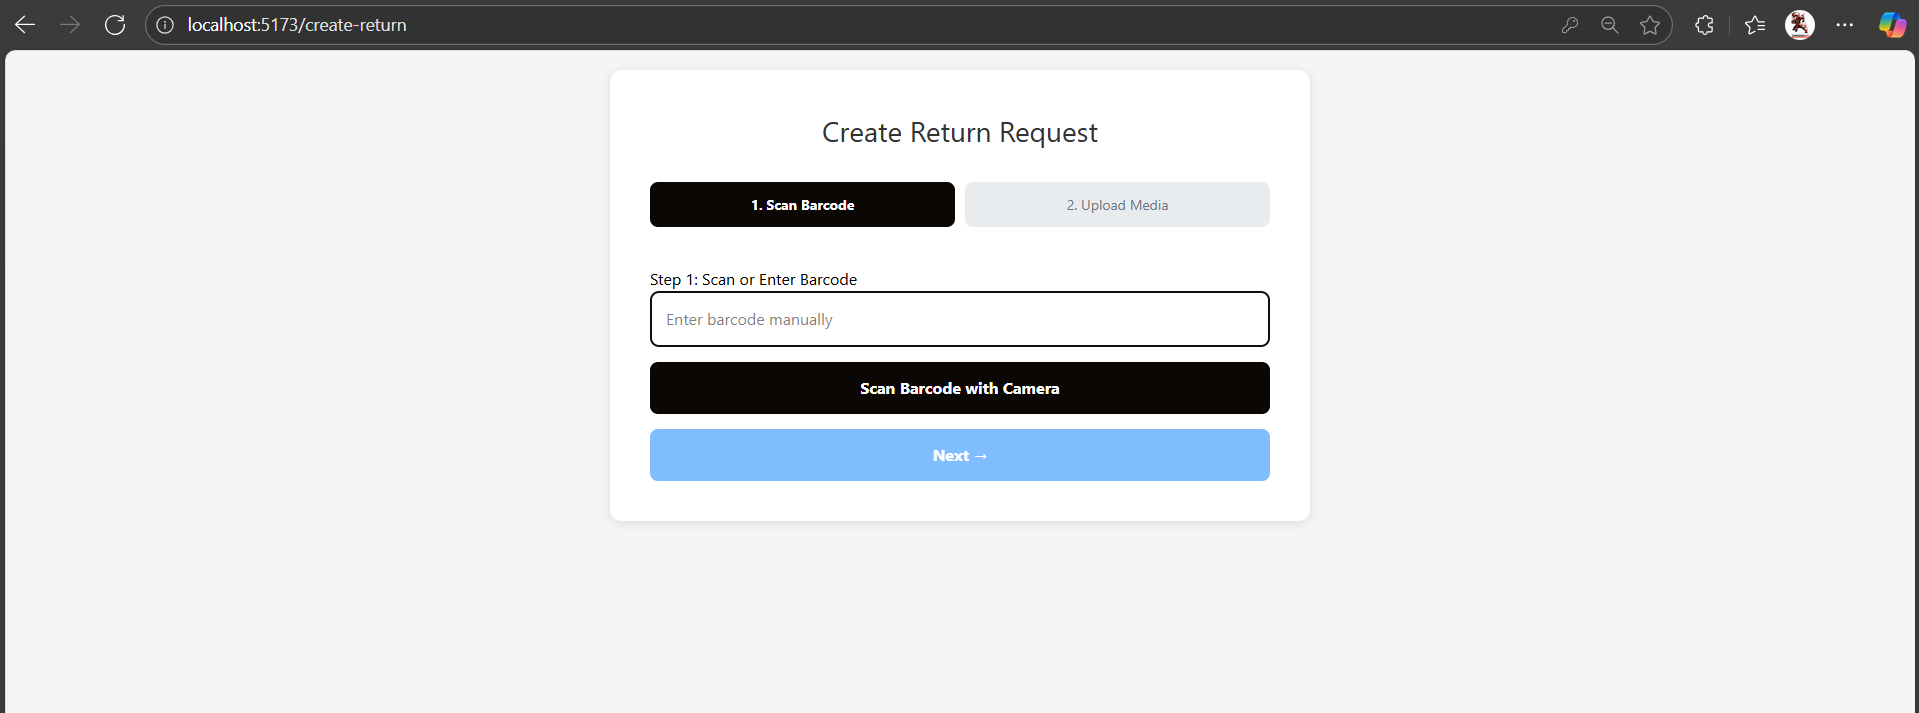 localhost:5173/create-return
Create Return Request
1. Scan Barcode
2. Upload Media
Step 1: Scan or Enter Barcode
Enter barcode manually
Scan Barcode with Camera
Next →